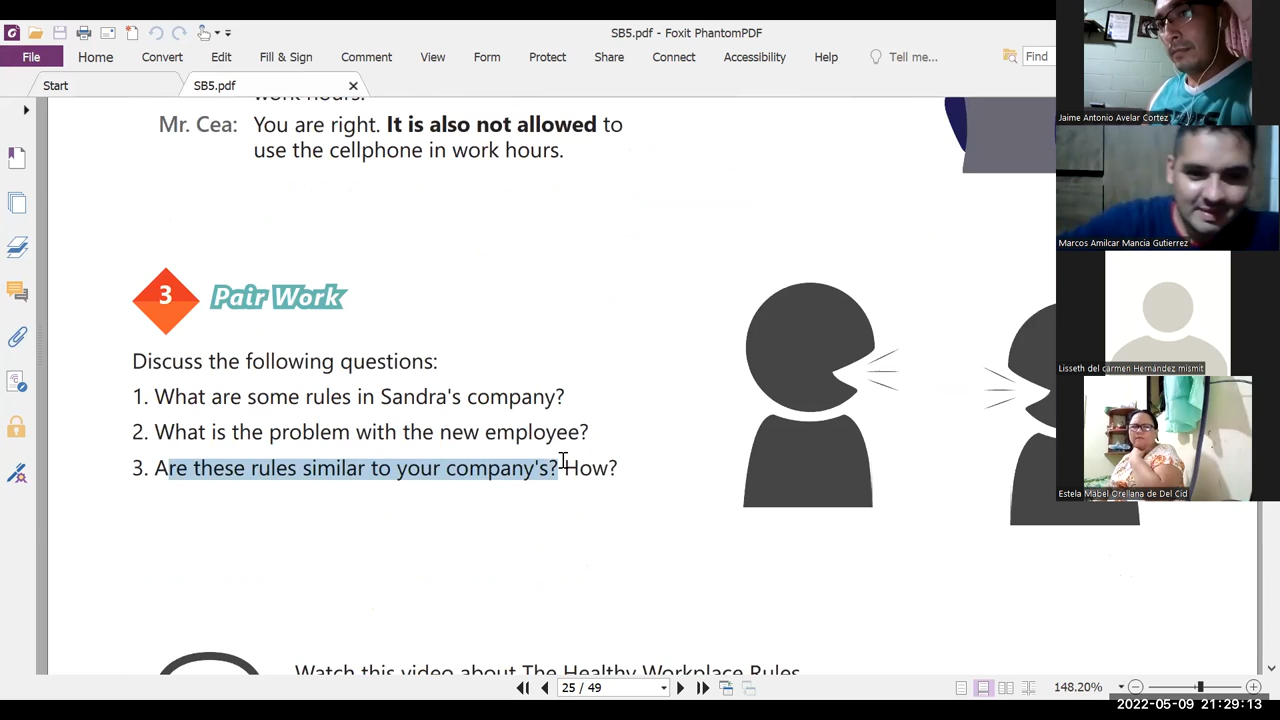 SB5.pdf - Foxit PhantomPDF
File Home Convert Edit Fill & Sign Comment View Form Protect Share Connect Accessibility Help Tell me... Find
Start SB5.pdf
work hours.
Mr. Cea: You are right. It is also not allowed to
use the cellphone in work hours.
3 Pair Work
Discuss the following questions:
1. What are some rules in Sandra's company?
2. What is the problem with the new employee?
3. Are these rules similar to your company's? How?
Watch this video about The Healthy Workplace Rules
25 / 49
148.20%
2022-05-09 21:29:13
Jaime Antonio Avelar Cortez
Marcos Amilcar Mancia Gutierrez
Lisseth del carmen Hernández mismit
Estela Mabel Orellana de Del Cid